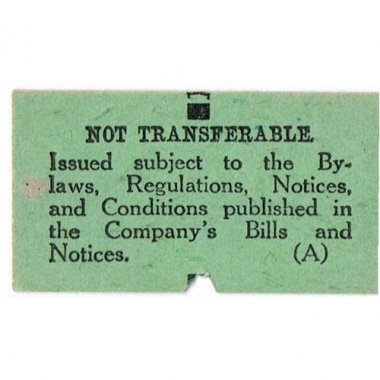 NOT TRANSFERABLE.
Issued subject to the By-
laws, Regulations, Notices,
and Conditions published in
the Company's Bills and
Notices. (A)